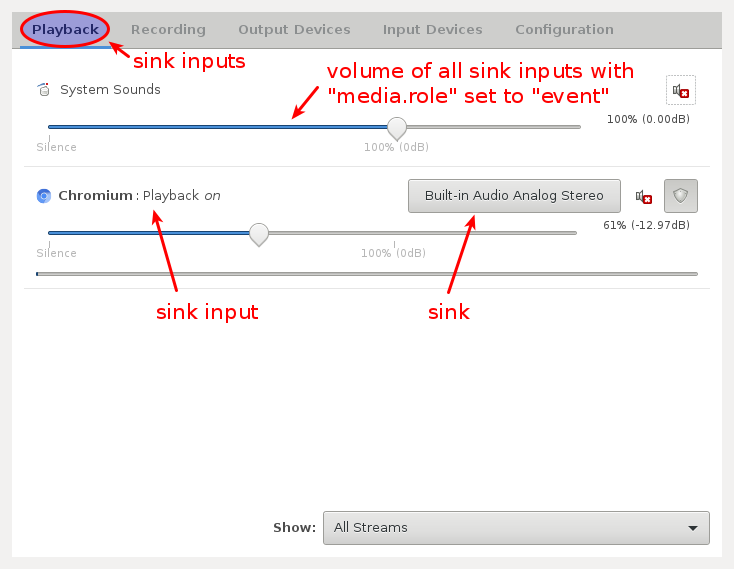 Playback Recording Output Devices Input Devices Configuration
sink inputs
volume of all sink inputs with
"media.role" set to "event"
System Sounds
100% (0.00dB)
Silence 100% (0dB)
Chromium : Playback on Built-in Audio Analog Stereo
61% (-12.97dB)
Silence 100% (0dB)
sink input sink
Show: All Streams